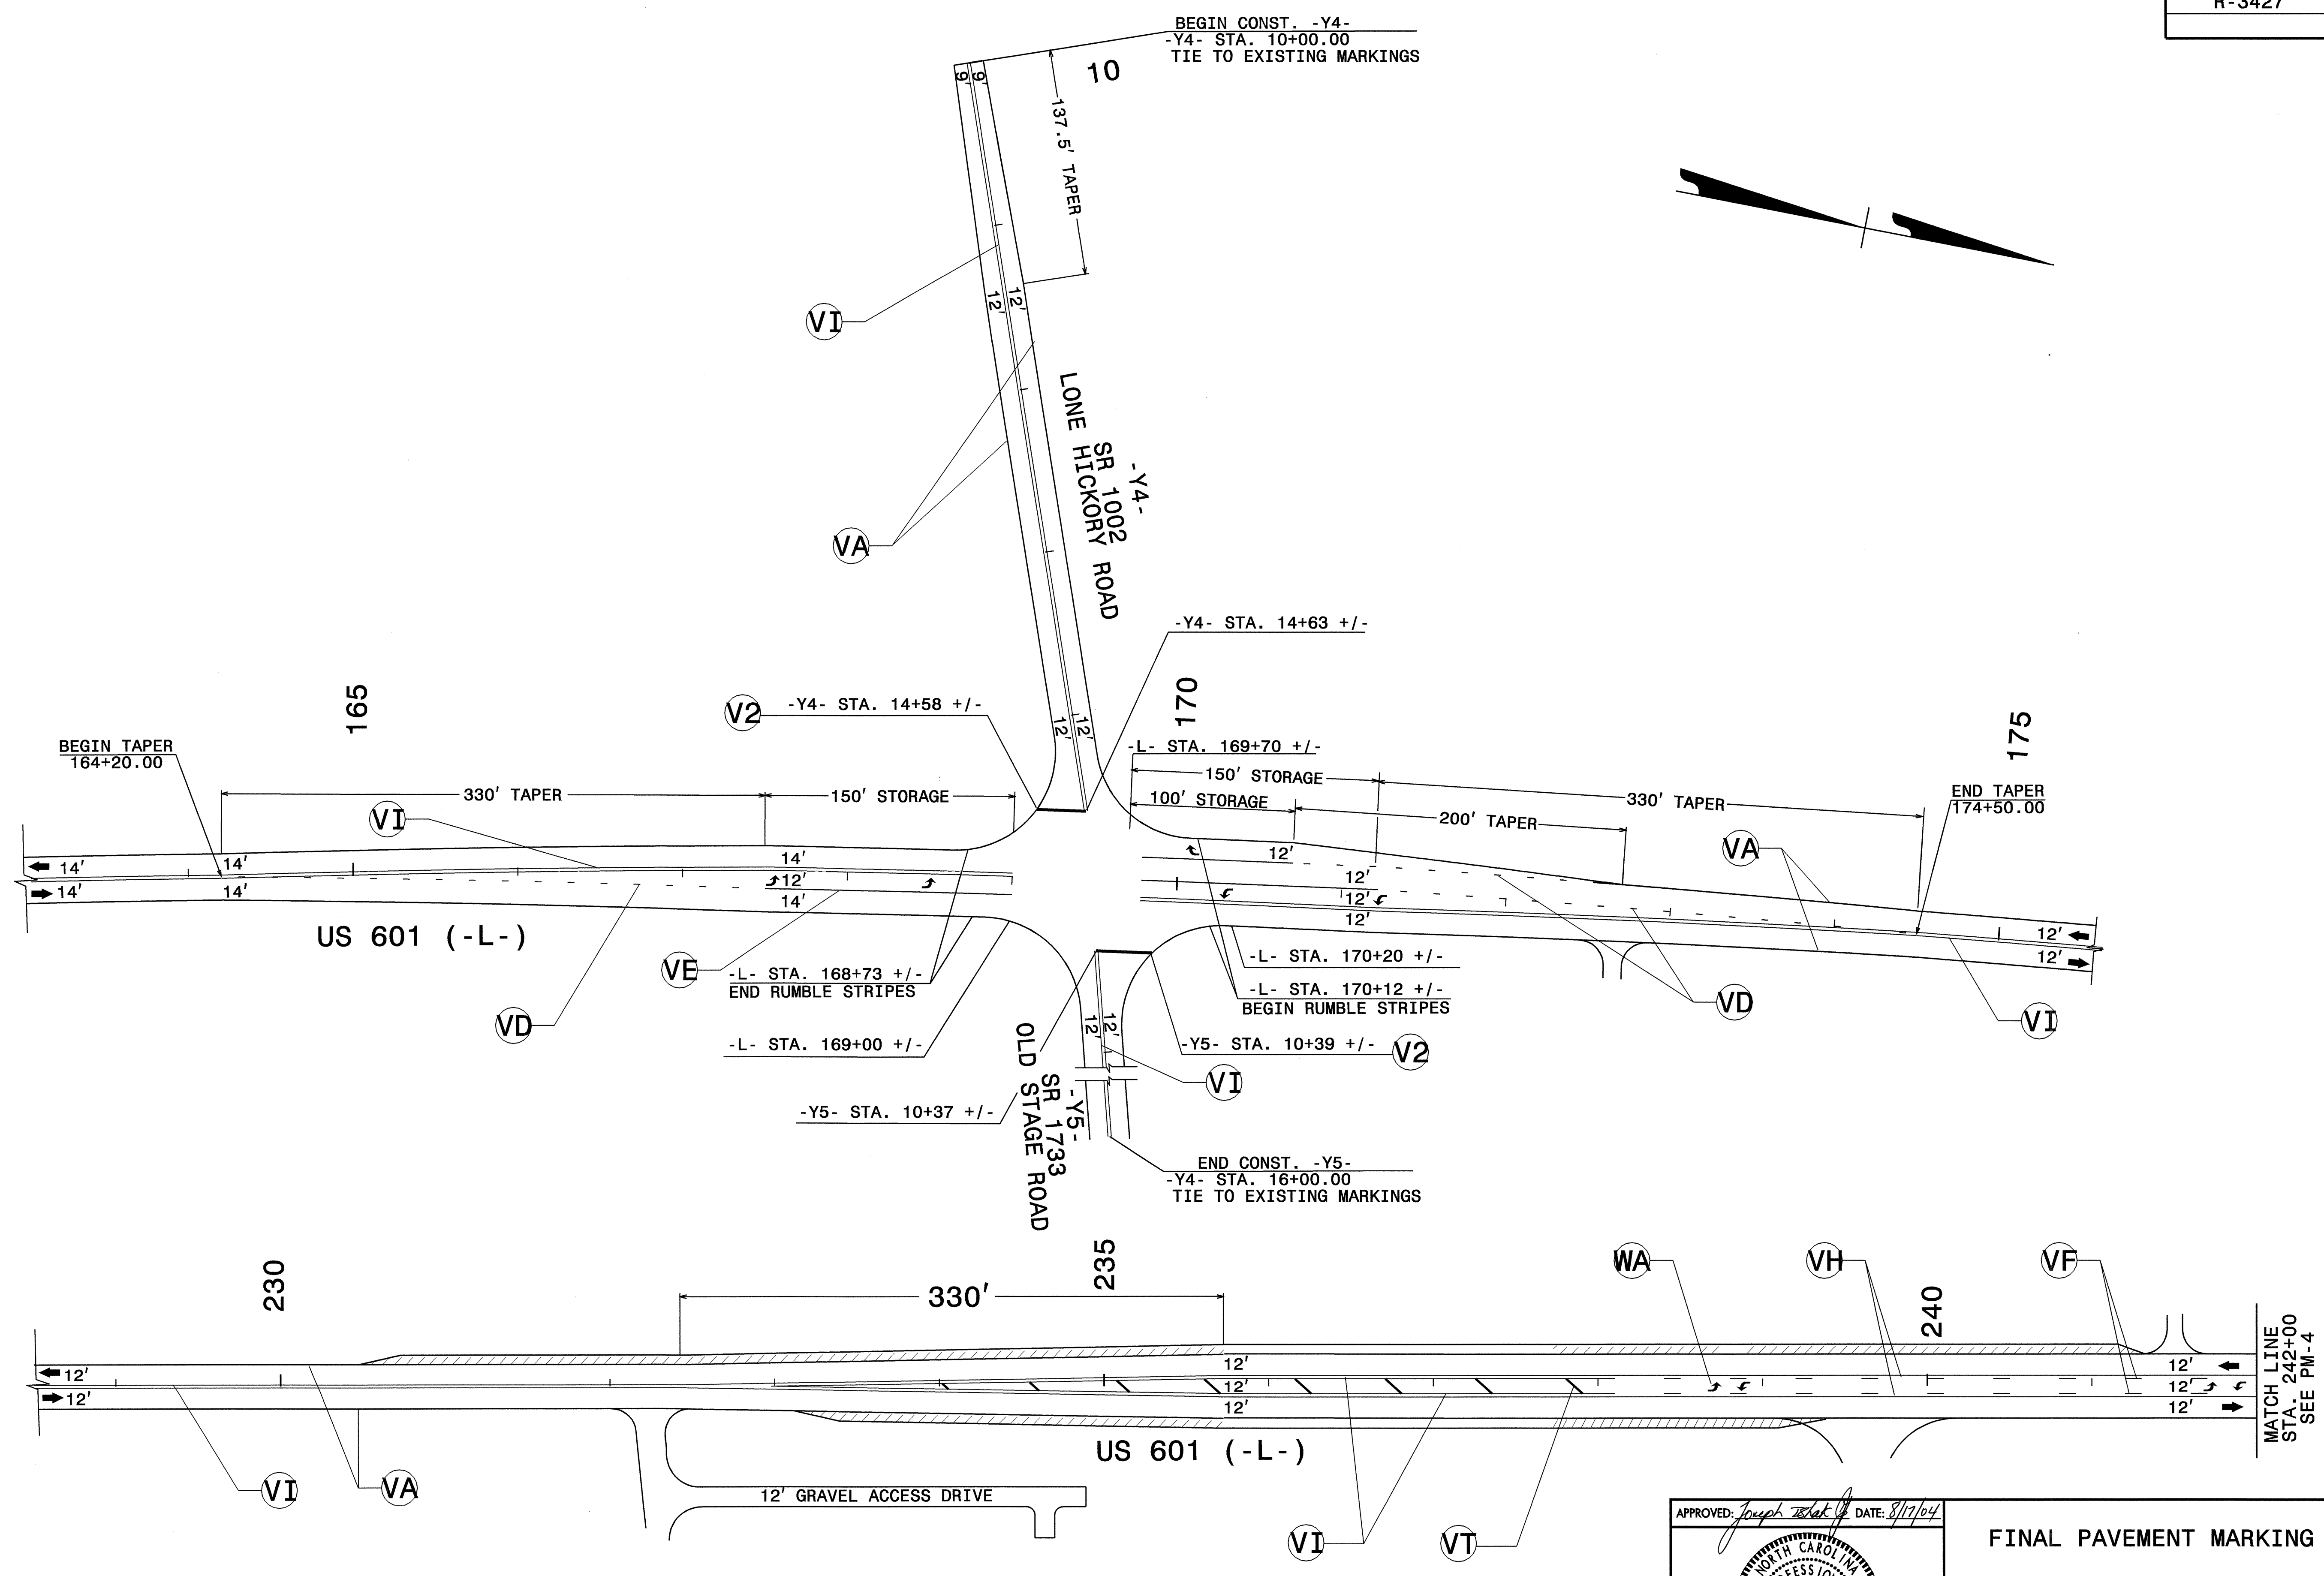 R-3427
BEGIN CONST. -Y4-
-Y4- STA. 10+00.00
TIE TO EXISTING MARKINGS
10
9' 9'
137.5' TAPER
VI
12' 12'
VA
-Y4-
SR 1002
LONE HICKORY ROAD
-Y4- STA. 14+63 +/-
V2 -Y4- STA. 14+58 +/-
12' 12'
165
170
175
BEGIN TAPER
164+20.00
-L- STA. 169+70 +/-
330' TAPER
150' STORAGE
150' STORAGE
330' TAPER
END TAPER
174+50.00
100' STORAGE
200' TAPER
VI
VA
14' 14' 14' 12'
12' 12'
14' 14' 14' 12' 12'
12'
12'
US 601 (-L-)
VE
-L- STA. 168+73 +/-
END RUMBLE STRIPES
-L- STA. 170+20 +/-
-L- STA. 170+12 +/-
BEGIN RUMBLE STRIPES
VD
VD
VI
-L- STA. 169+00 +/-
12' 12'
-Y5- STA. 10+39 +/- V2
VI
-Y5- STA. 10+37 +/-
-Y5-
SR 1733
OLD STAGE ROAD
END CONST. -Y5-
-Y4- STA. 16+00.00
TIE TO EXISTING MARKINGS
230
235
240
330'
WA
VH
VF
12' 12' 12'
12' 12'
12' 12' 12'
MATCH LINE
STA. 242+00
SEE PM-4
US 601 (-L-)
VI
VA
12' GRAVEL ACCESS DRIVE
VI
VT
APPROVED: Joseph DATE: 8/17/04
FINAL PAVEMENT MARKING
NORTH CAROLINA